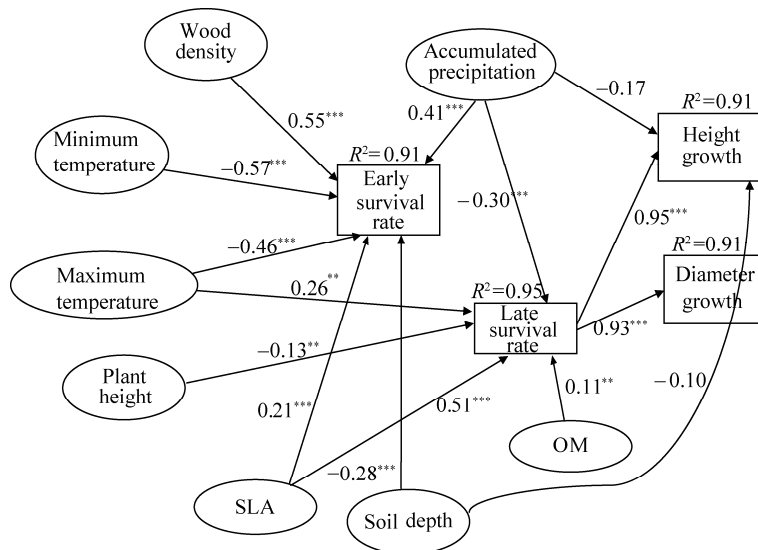 Wood
density
Accumulated
precipitation
−0.17
R²=0.91
Height
growth
0.55***
0.41***
Minimum
temperature
R²=0.91
−0.57***
Early
survival
rate
−0.30***
0.95***
−0.46***
R²=0.91
Maximum
temperature
0.26**
R²=0.95
Diameter
growth
Late
survival
rate
0.93***
−0.13**
Plant
height
0.21***
0.51***
0.11**
−0.10
OM
−0.28***
SLA
Soil depth